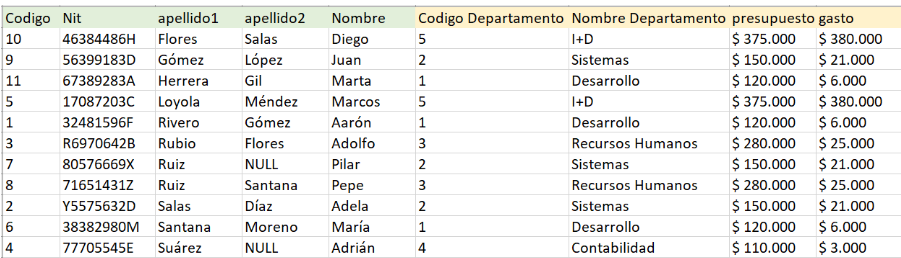 Codigo Nit apellido1 apellido2 Nombre Codigo Departamento Nombre Departamento presupuesto gasto
10 46384486H Flores Salas Diego 5 I+D $ 375.000 $ 380.000
9 56399183D Gómez López Juan 2 Sistemas $ 150.000 $ 21.000
11 67389283A Herrera Gil Marta 1 Desarrollo $ 120.000 $ 6.000
5 17087203C Loyola Méndez Marcos 5 I+D $ 375.000 $ 380.000
1 32481596F Rivero Gómez Aarón 1 Desarrollo $ 120.000 $ 6.000
3 R6970642B Rubio Flores Adolfo 3 Recursos Humanos $ 280.000 $ 25.000
7 80576669X Ruiz NULL Pilar 2 Sistemas $ 150.000 $ 21.000
8 71651431Z Ruiz Santana Pepe 3 Recursos Humanos $ 280.000 $ 25.000
2 Y5575632D Salas Díaz Adela 2 Sistemas $ 150.000 $ 21.000
6 38382980M Santana Moreno María 1 Desarrollo $ 120.000 $ 6.000
4 77705545E Suárez NULL Adrián 4 Contabilidad $ 110.000 $ 3.000